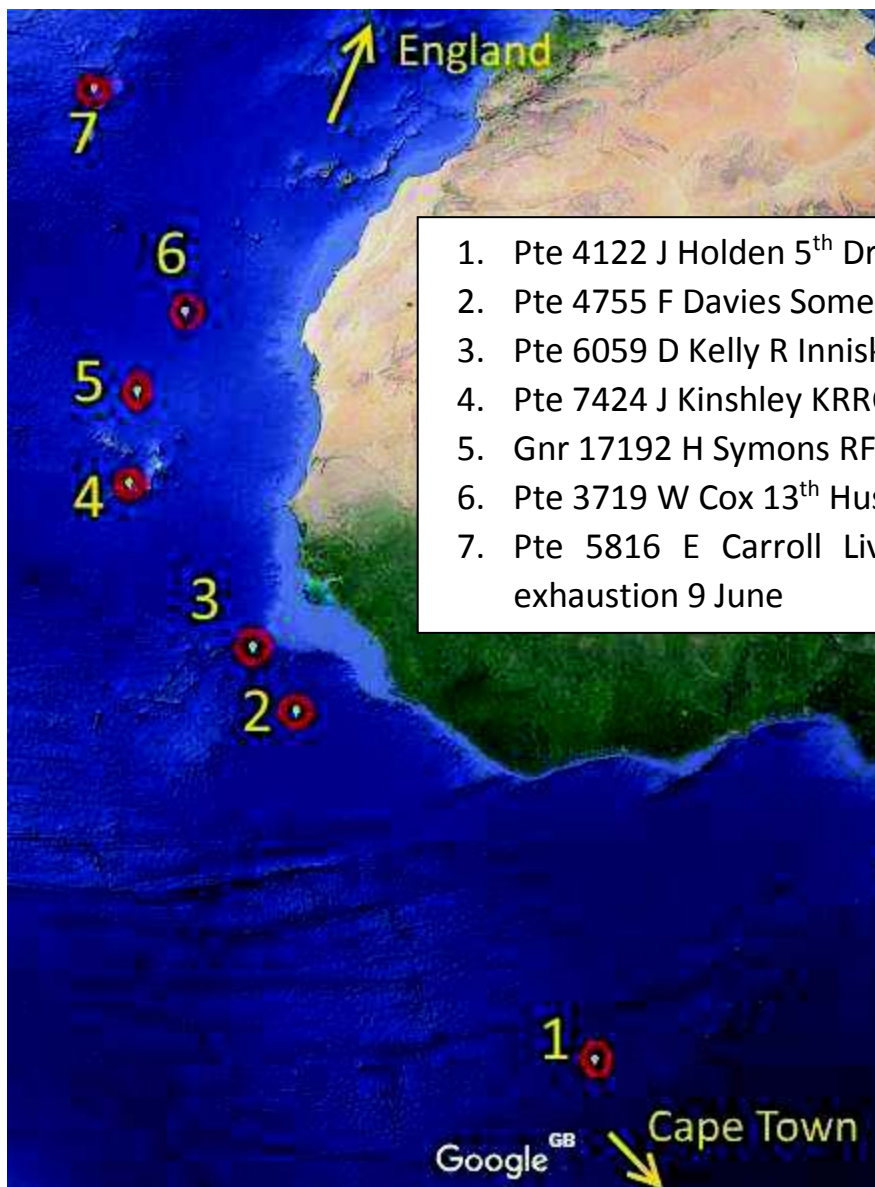 England
7
6
5
4
3
2
1
1. Pte 4122 J Holden 5th Dr
2. Pte 4755 F Davies Some
3. Pte 6059 D Kelly R Innisk
4. Pte 7424 J Kinshley KRR
5. Gnr 17192 H Symons RF
6. Pte 3719 W Cox 13th Hus
7. Pte 5816 E Carroll Liv
exhaustion 9 June
Cape Town
Google GB